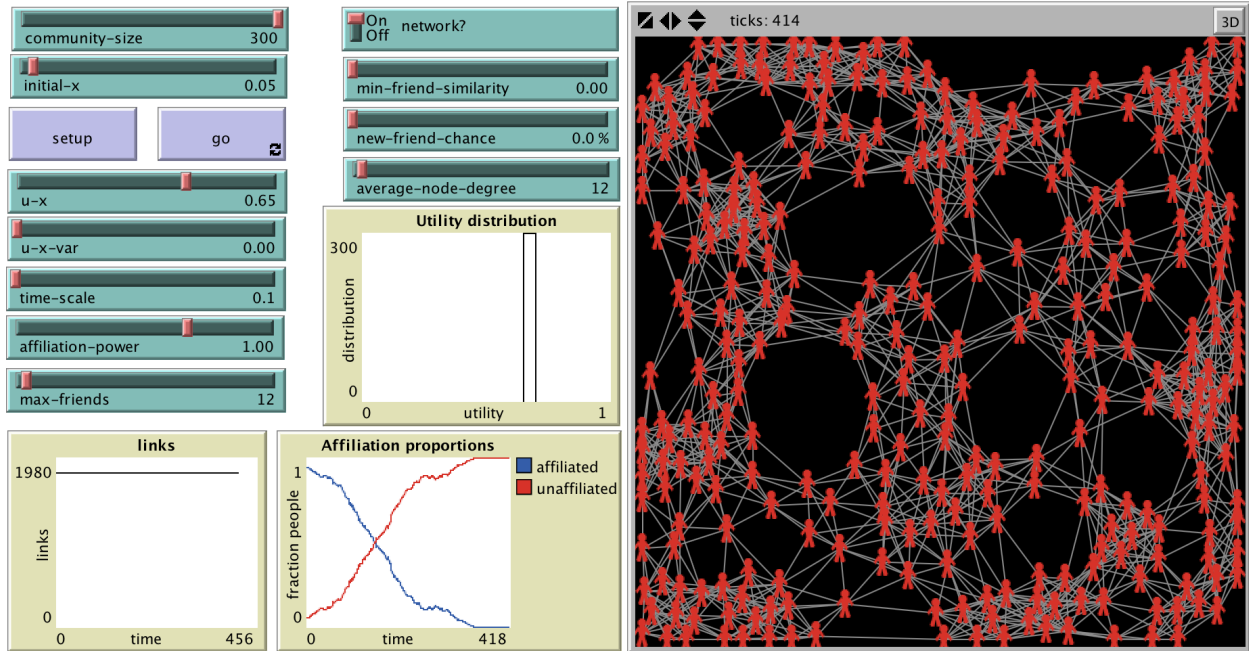 community-size 300
initial-x 0.05
setup go
u-x 0.65
u-x-var 0.00
time-scale 0.1
affiliation-power 1.00
max-friends 12
On
Off
network?
min-friend-similarity 0.00
new-friend-chance 0.0 %
average-node-degree 12
Utility distribution
300
distribution
0
0 utility 1
links
1980
links
0
0 time 456
Affiliation proportions
1
fraction people
0
0 time 418
affiliated
unaffiliated
ticks: 414
3D